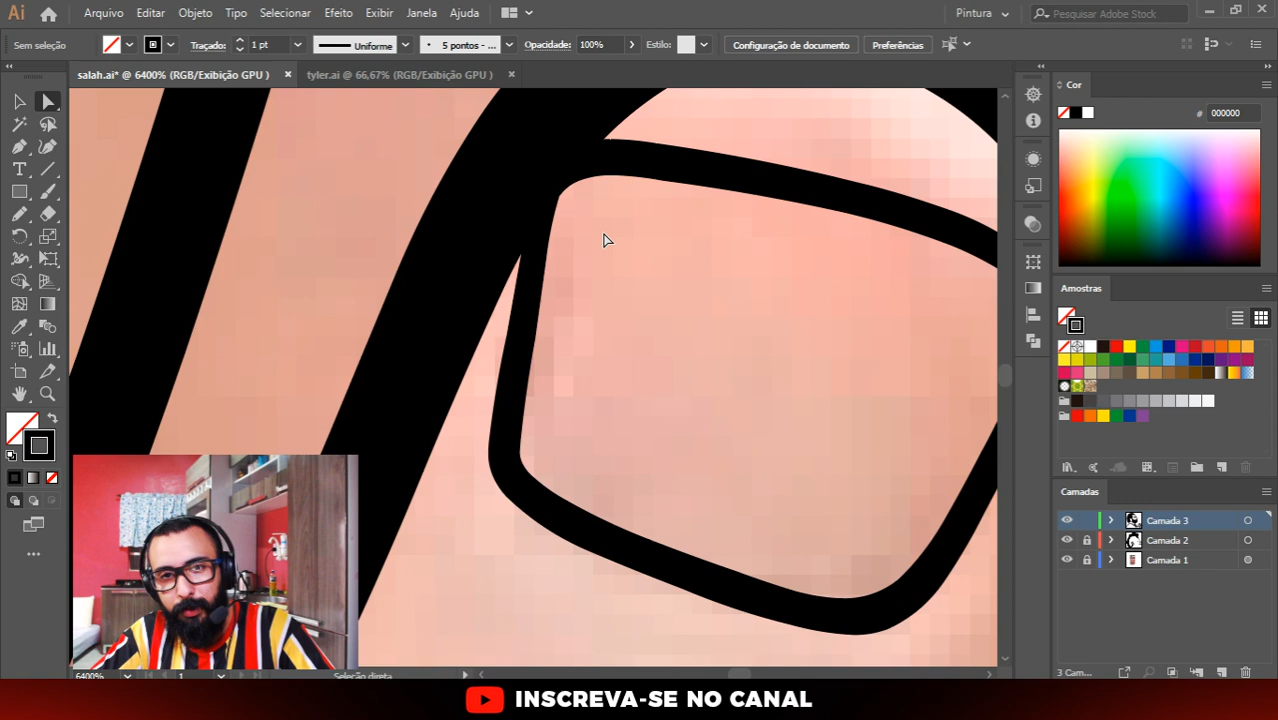 Ai Arquivo Editar Objeto Tipo Selecionar Efeito Exibir Janela Ajuda Pintura Pesquisar Adobe Stock
Sem seleção Traçado: 1 pt Uniforme 5 pontos - ... Opacidade: 100% Estilo: Configuração de documento Preferências
salah.ai* @ 6400% (RGB/Exibição GPU ) tyler.ai @ 66,67% (RGB/Exibição GPU )
Cor
# 000000
Amostras
Camadas
Camada 3
Camada 2
Camada 1
6400% 1 Seleção direta 3 Cam...
INSCREVA-SE NO CANAL